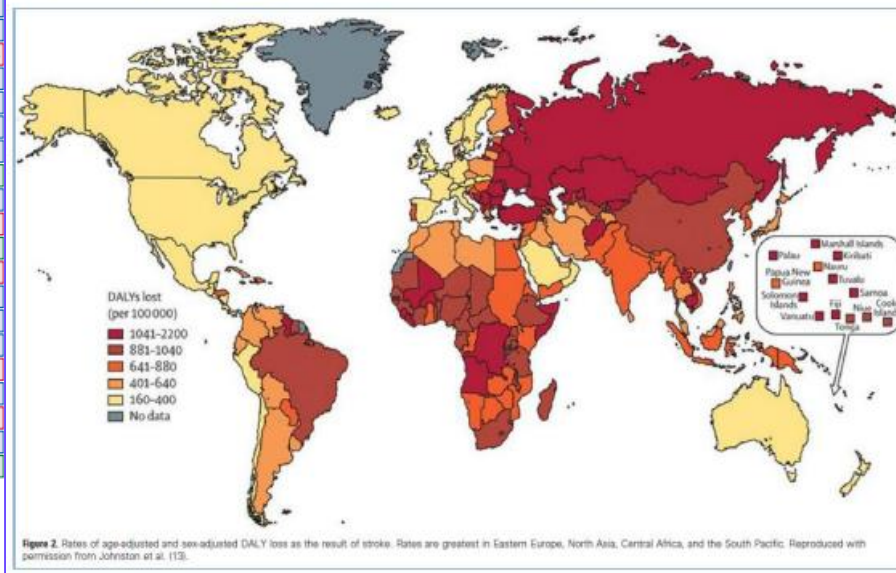 Marshall Islands
Palau
Kiribati
Nauru
Papua New
Guinea
Tuvalu
Samoa
Solomon
Islands
Fiji
Niue
Cook
Islands
Vanuatu
Tonga
DALYs lost
(per 100 000)
1041–2200
881–1040
641–880
401–640
160–400
No data
Figure 2. Rates of age-adjusted and sex-adjusted DALY loss as the result of stroke. Rates are greatest in Eastern Europe, North Asia, Central Africa, and the South Pacific. Reproduced with
permission from Johnston et al. (13).